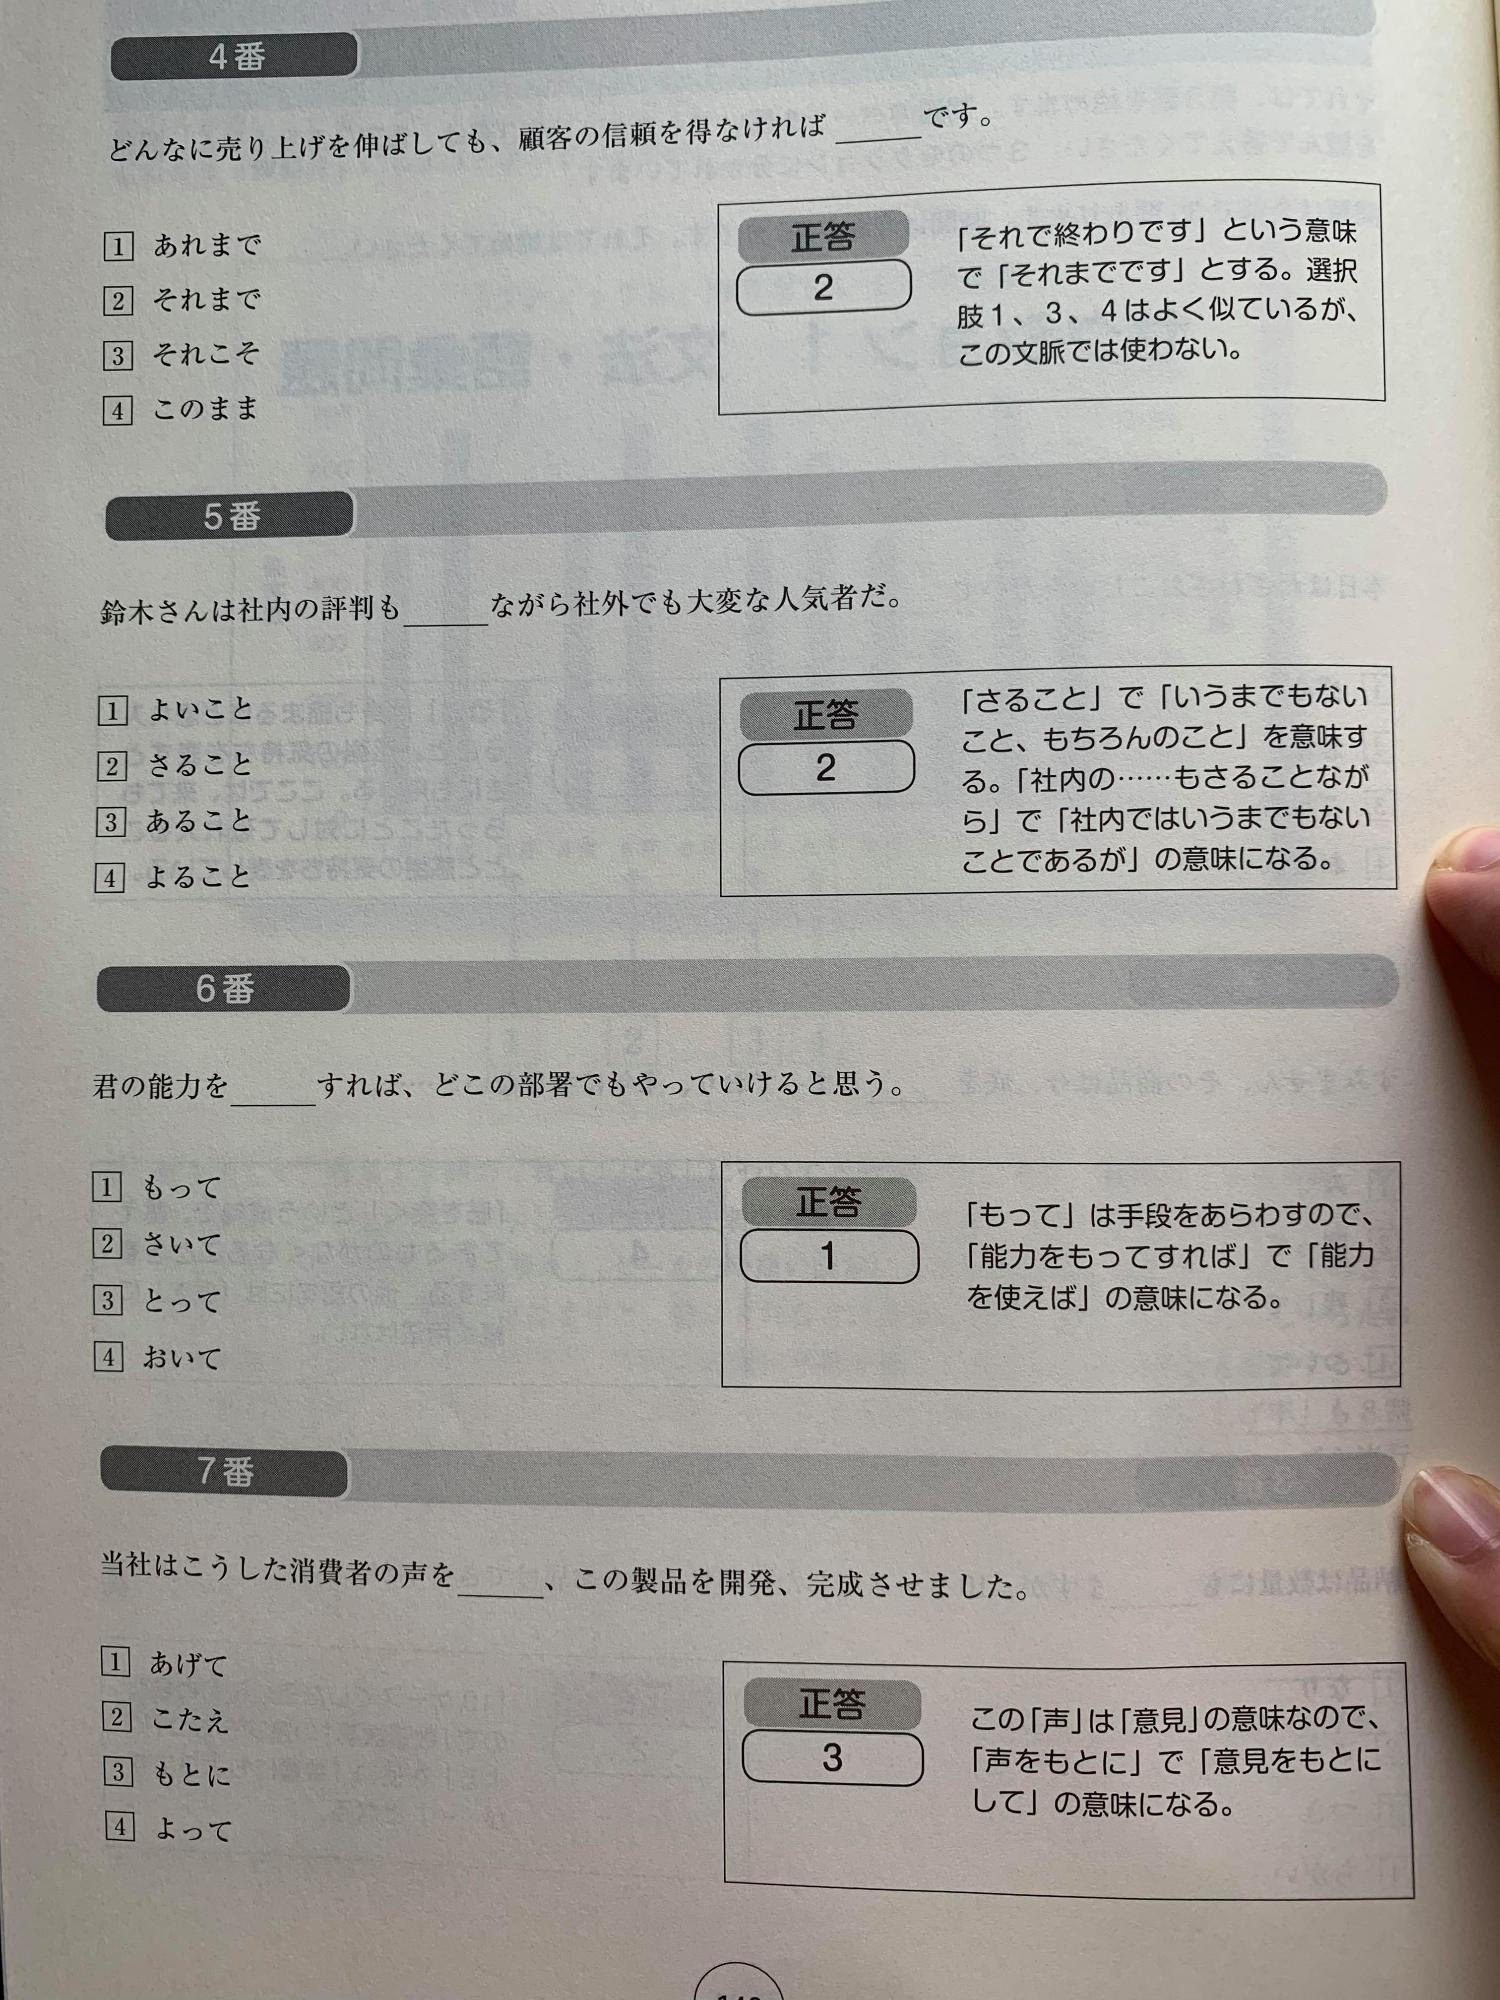 4番
どんなに売り上げを伸ばしても、顧客の信頼を得なければ______です。
1 あれまで
2 それまで
3 それこそ
4 このまま
正答
2
「それで終わりです」という意味
で「それまでです」とする。選択
肢1、3、4はよく似ているが、
この文脈では使わない。
5番
鈴木さんは社内の評判も______ながら社外でも大変な人気者だ。
1 よいこと
2 さること
3 あること
4 よること
正答
2
「さること」で「いうまでもない
こと、もちろんのこと」を意味す
る。「社内の……もさることなが
ら」で「社内ではいうまでもない
ことであるが」の意味になる。
6番
君の能力を______すれば、どこの部署でもやっていけると思う。
1 もって
2 さいて
3 とって
4 おいて
正答
1
「もって」は手段をあらわすので、
「能力をもってすれば」で「能力
を使えば」の意味になる。
7番
当社はこうした消費者の声を______、この製品を開発、完成させました。
1 あげて
2 こたえ
3 もとに
4 よって
正答
3
この「声」は「意見」の意味なので、
「声をもとに」で「意見をもとに
して」の意味になる。